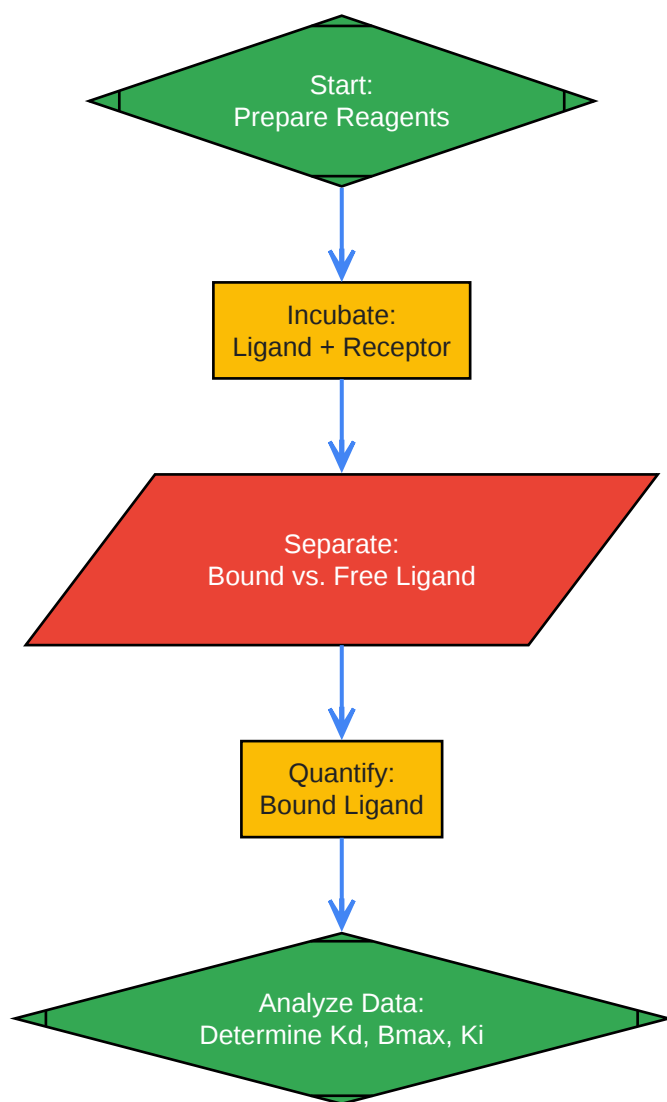 Start:
Prepare Reagents
Incubate:
Ligand + Receptor
Separate:
Bound vs. Free Ligand
Quantify:
Bound Ligand
Analyze Data:
Determine Kd, Bmax, Ki